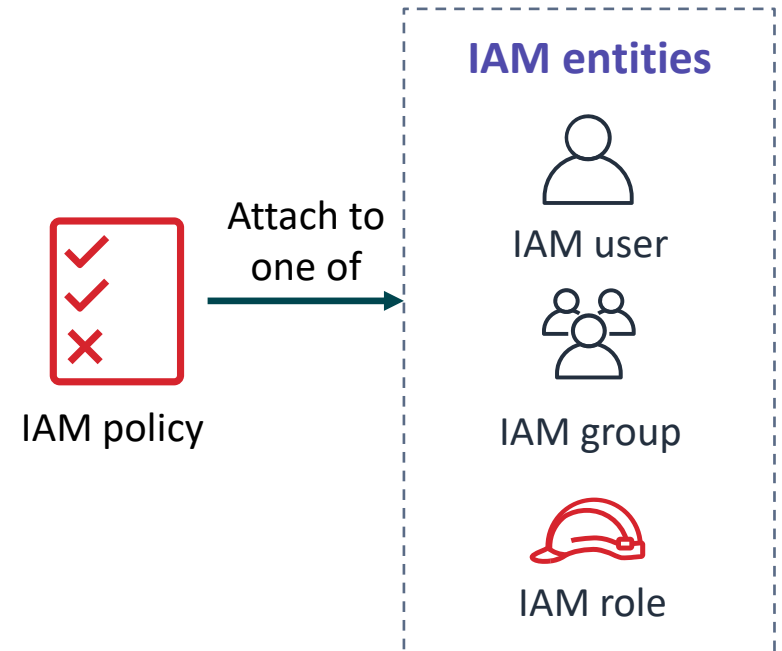 IAM entities
Attach to
one of
IAM policy
IAM user
IAM group
IAM role